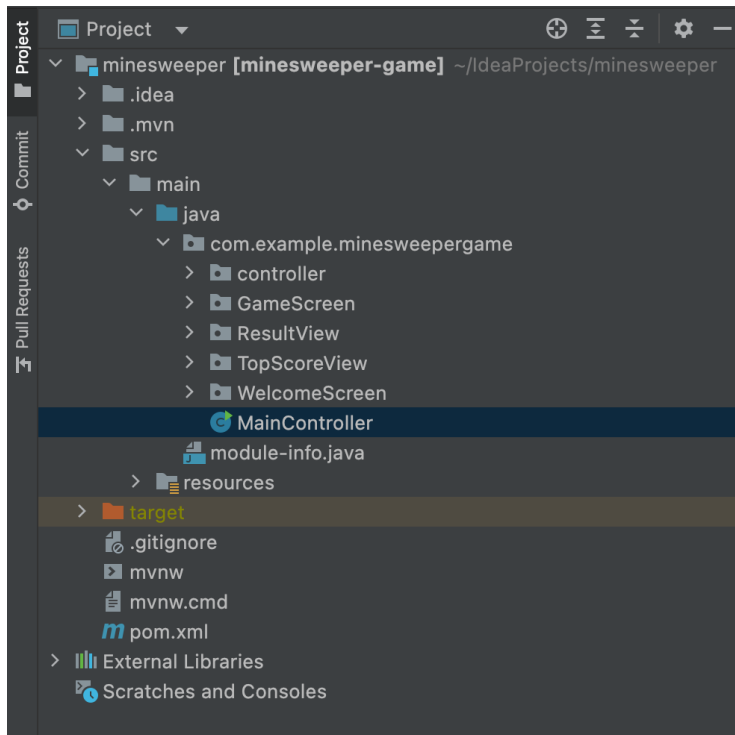 Project
Commit
Pull Requests
Project
minesweeper [minesweeper-game] ~/IdeaProjects/minesweeper
.idea
.mvn
src
main
java
com.example.minesweepergame
controller
GameScreen
ResultView
TopScoreView
WelcomeScreen
MainController
module-info.java
resources
target
.gitignore
mvnw
mvnw.cmd
pom.xml
External Libraries
Scratches and Consoles